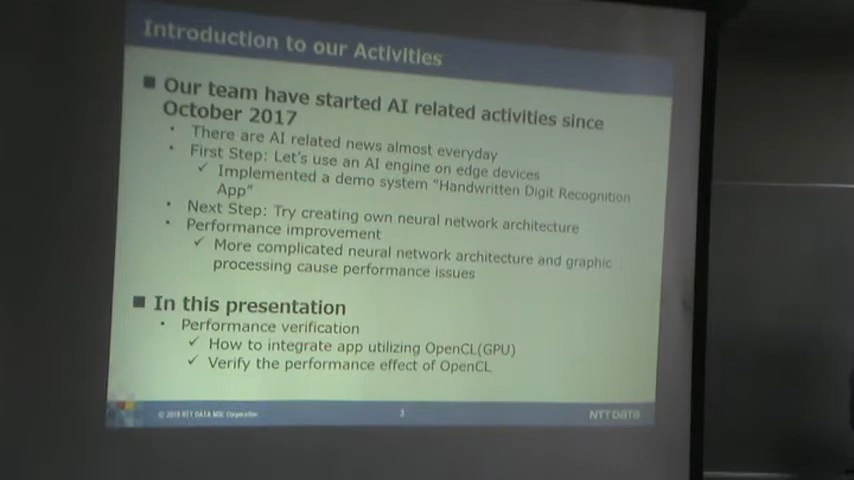 Introduction to our Activities
■ Our team have started AI related activities since
October 2017
• There are AI related news almost everyday
• First Step: Let's use an AI engine on edge devices
✓ Implemented a demo system "Handwritten Digit Recognition
App"
• Next Step: Try creating own neural network architecture
• Performance improvement
✓ More complicated neural network architecture and graphic
processing cause performance issues
■ In this presentation
• Performance verification
✓ How to integrate app utilizing OpenCL(GPU)
✓ Verify the performance effect of OpenCL
© 2018 NTT DATA MSE Corporation
3
NTT DATA